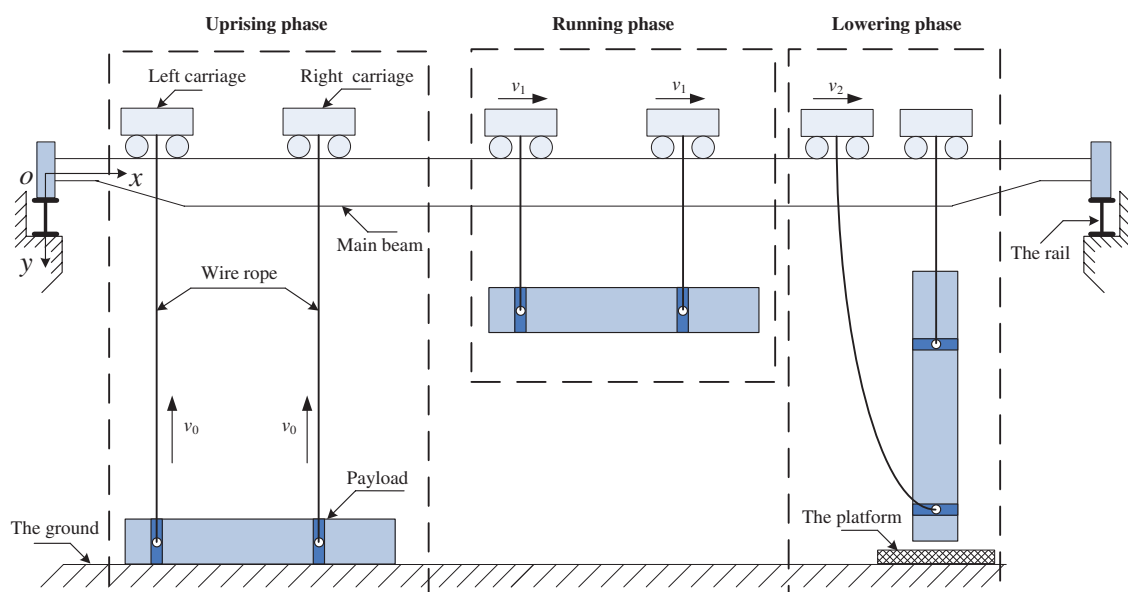 Uprising phase
Running phase
Lowering phase
Left carriage
Right carriage
v1
v1
v2
o
x
y
Main beam
The rail
Wire rope
v0
v0
Payload
The ground
The platform